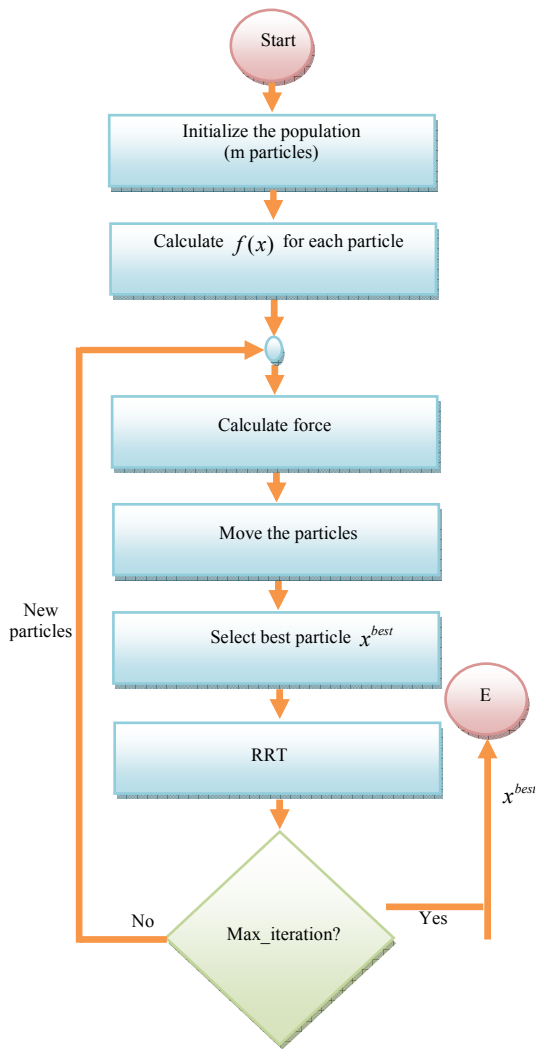 Start
Initialize the population
(m particles)
Calculate f(x) for each particle
Calculate force
Move the particles
New
particles
Select best particle x^best
E
RRT
x^best
No
Yes
Max_iteration?